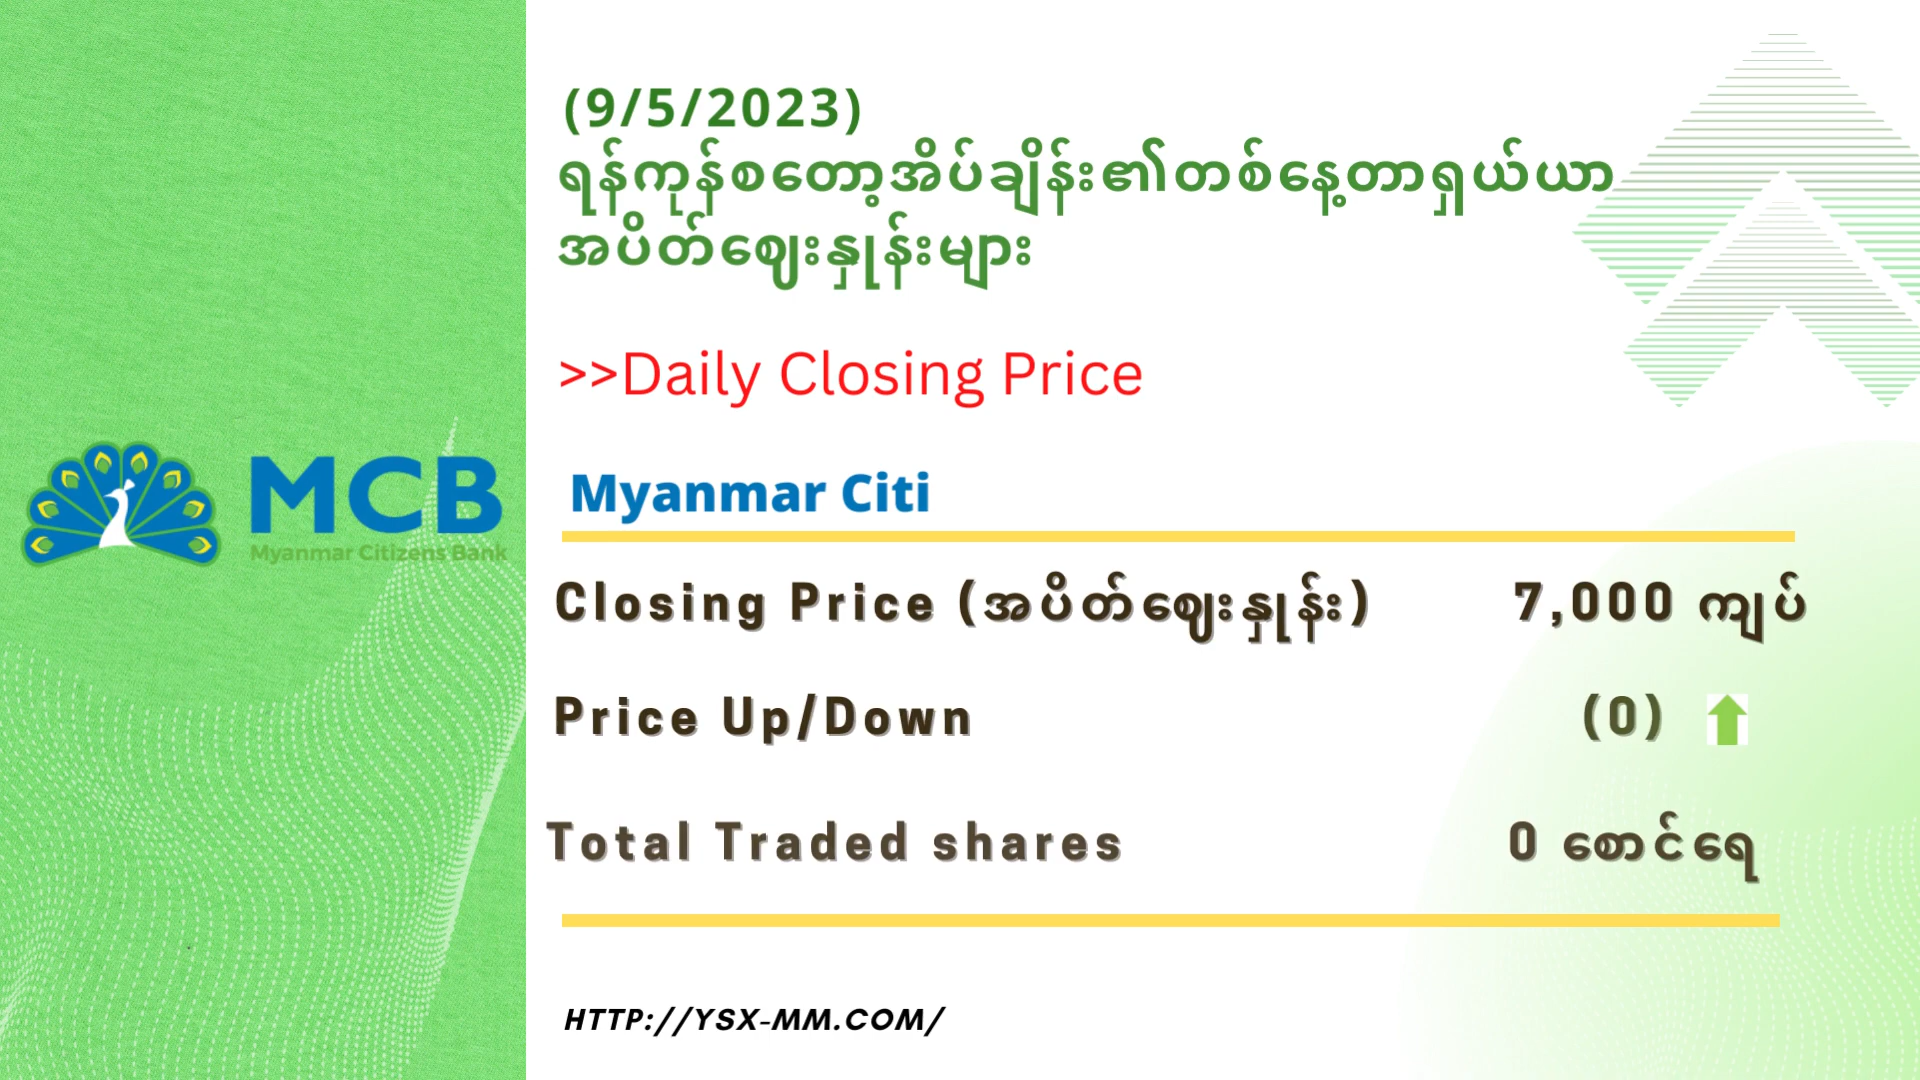 MCB
Myanmar Citizens Bank
(9/5/2023)
ရန်ကုန်စတော့အိပ်ချိန်း၏တစ်နေ့တာရှယ်ယာ
အပိတ်ဈေးနှုန်းများ
>>Daily Closing Price
Myanmar Citi
Closing Price (အပိတ်ဈေးနှုန်း) 7,000 ကျပ်
Price Up/Down (0)
Total Traded shares 0 စောင်ရေ
HTTP://YSX-MM.COM/